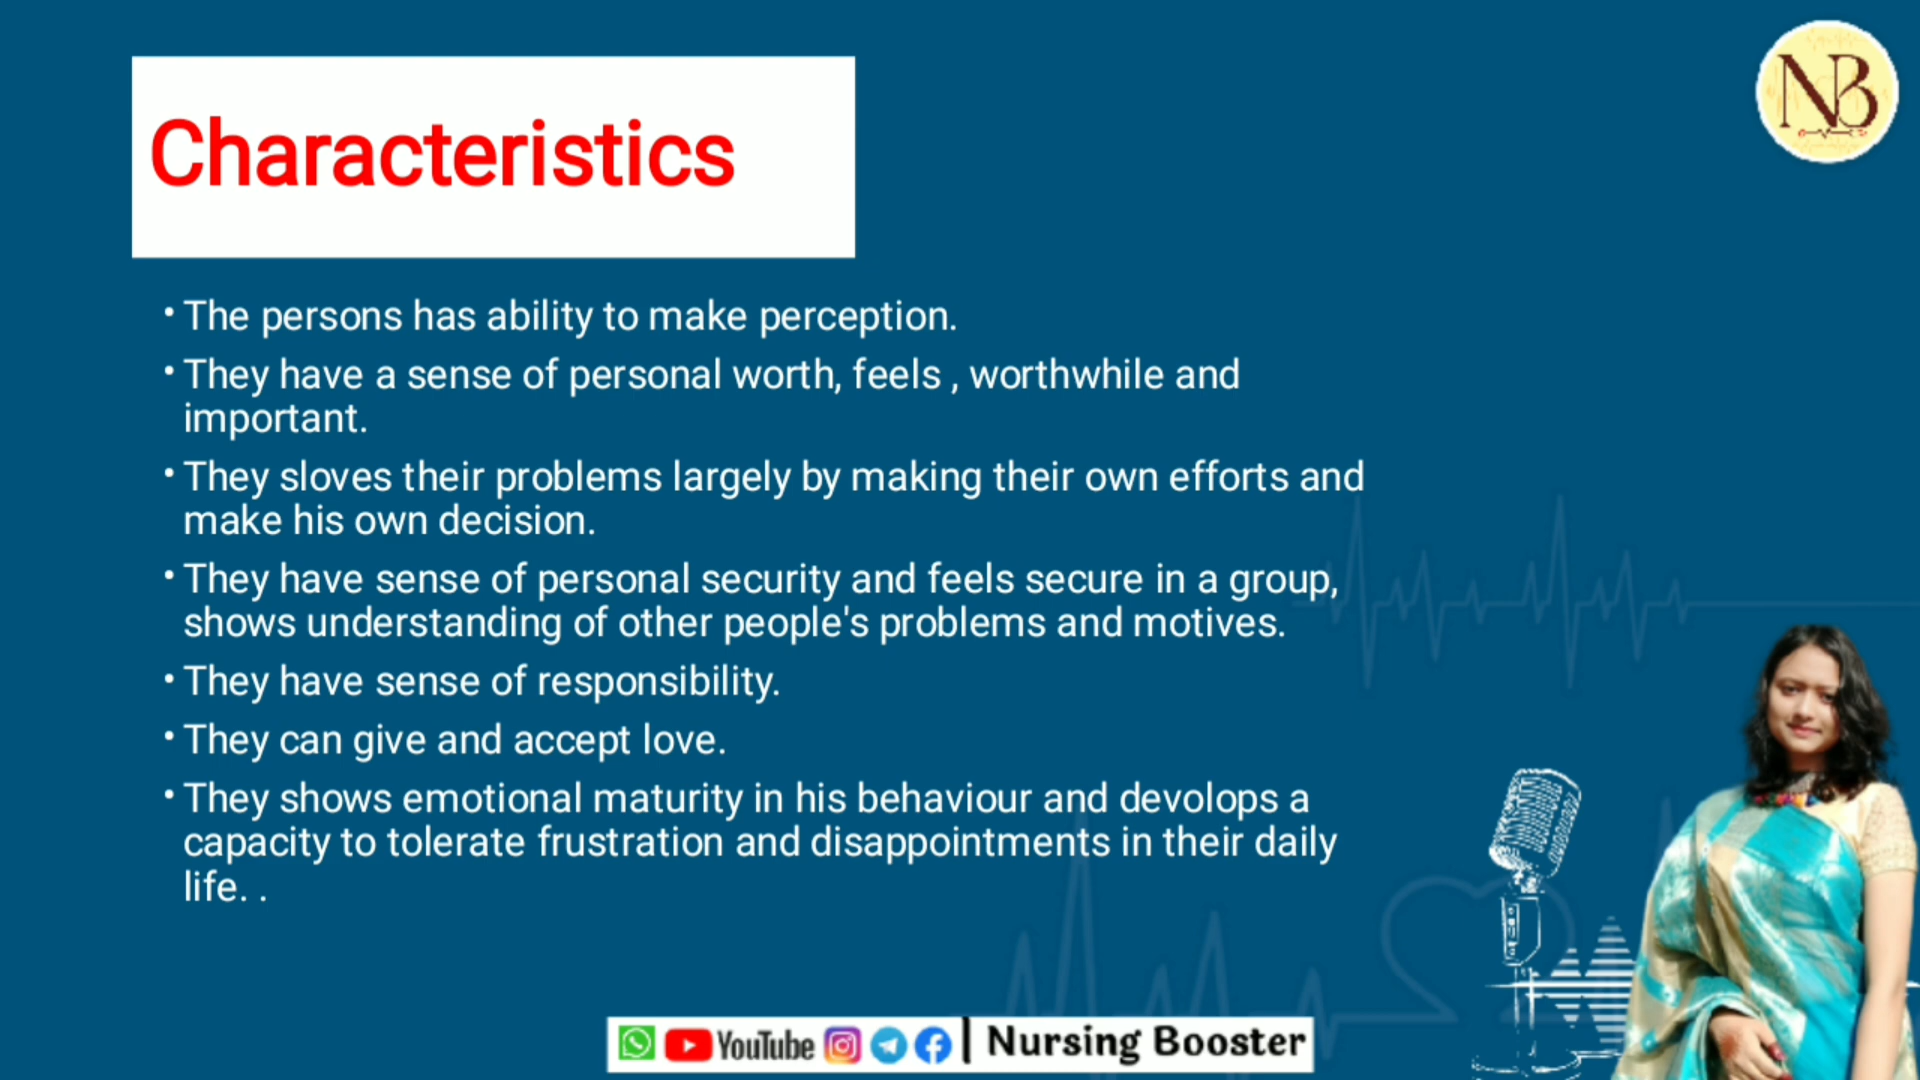 NB
Characteristics
• The persons has ability to make perception.
• They have a sense of personal worth, feels , worthwhile and
important.
• They sloves their problems largely by making their own efforts and
make his own decision.
• They have sense of personal security and feels secure in a group,
shows understanding of other people's problems and motives.
• They have sense of responsibility.
• They can give and accept love.
• They shows emotional maturity in his behaviour and devolops a
capacity to tolerate frustration and disappointments in their daily
life. .
YouTube | Nursing Booster